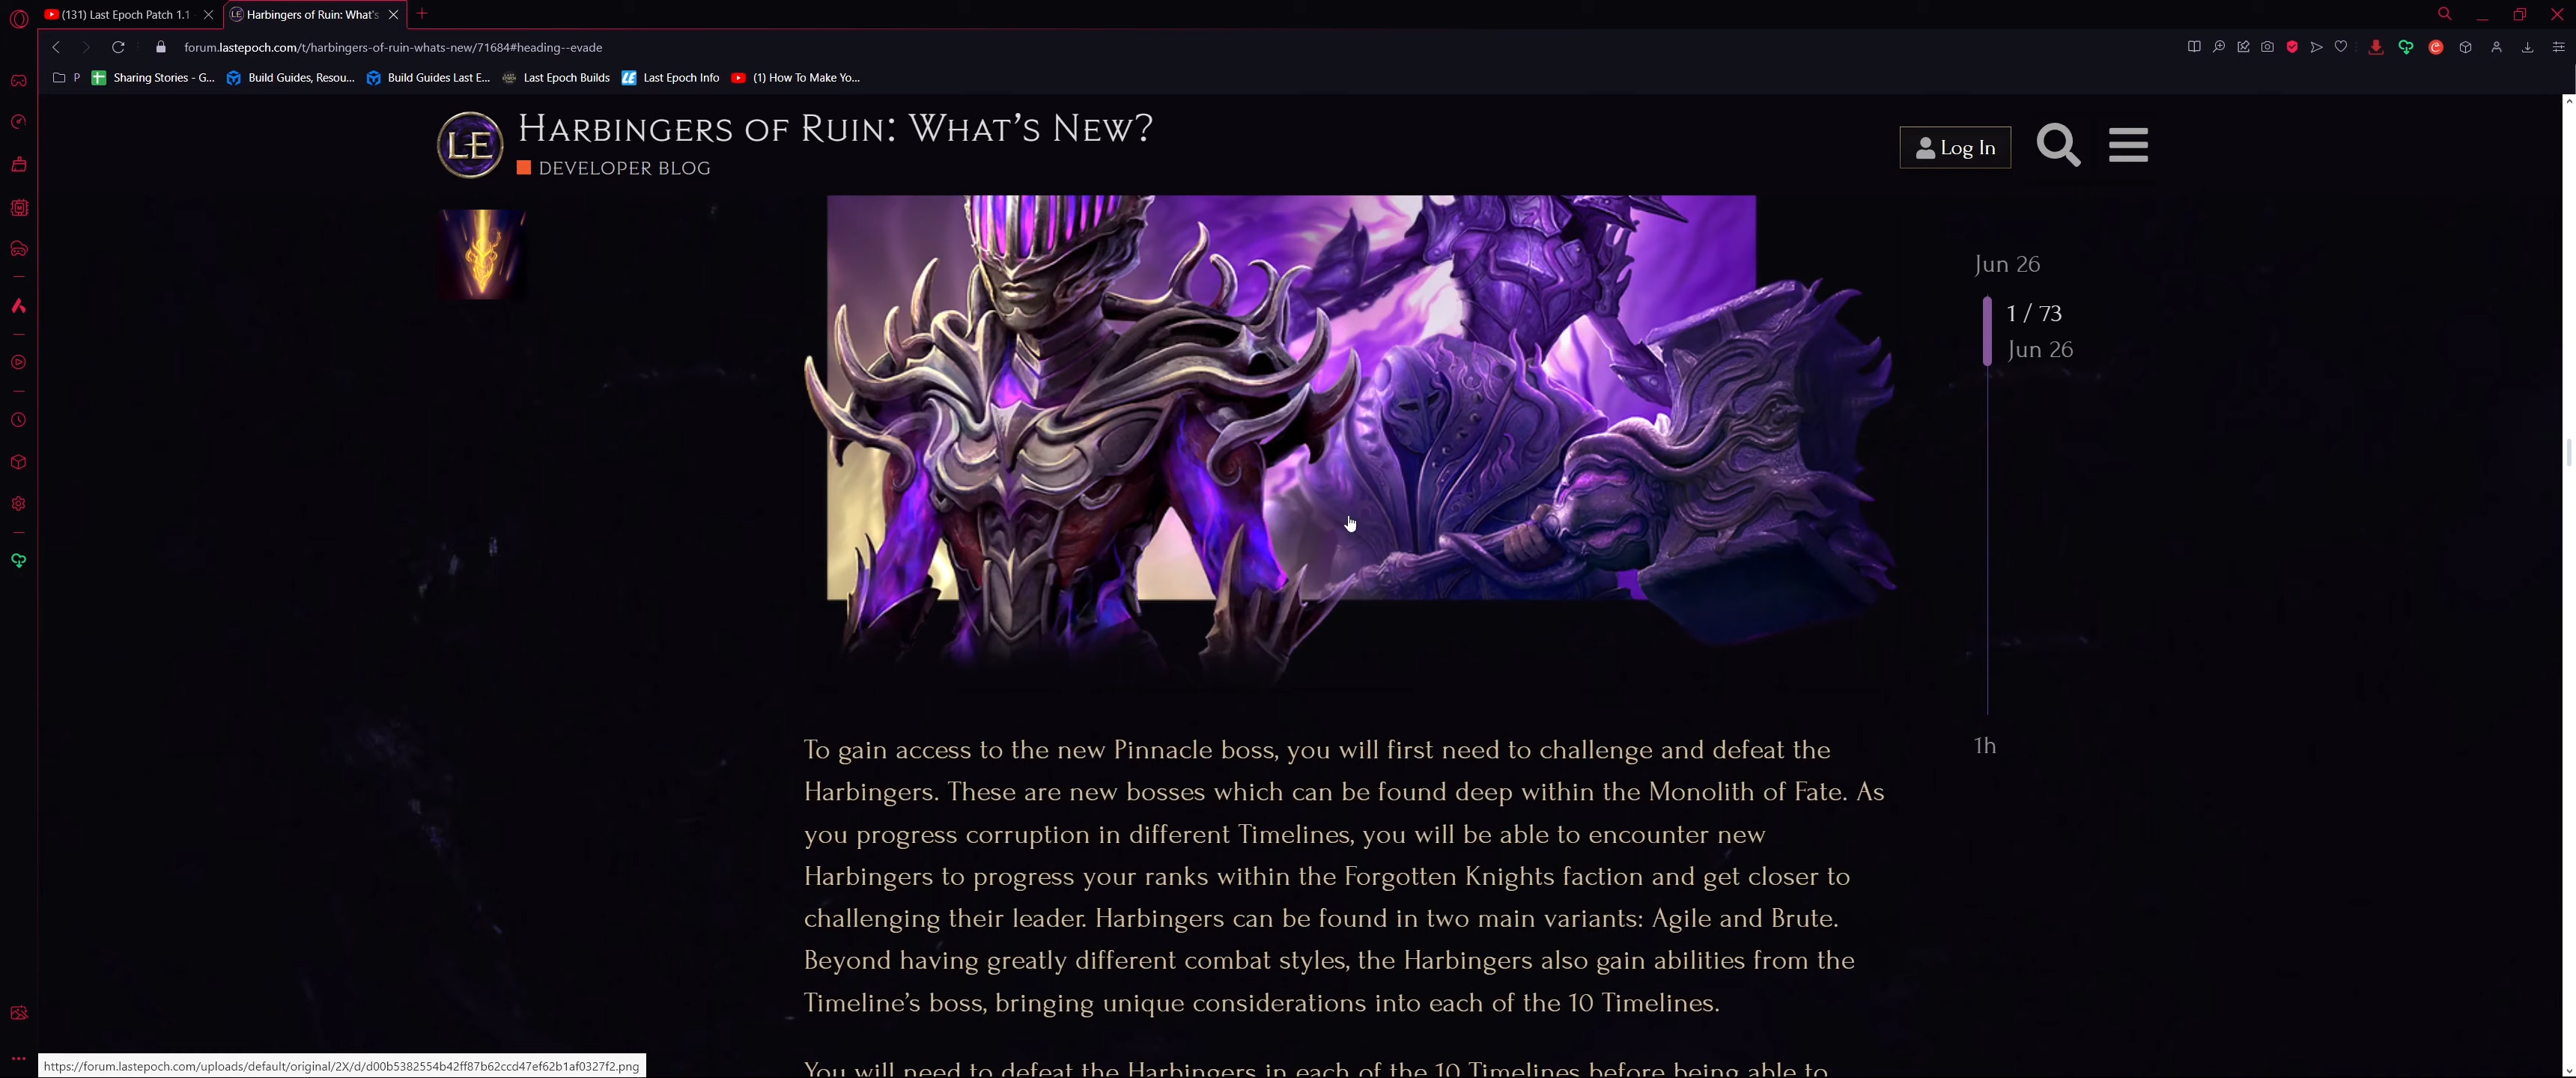 (131) Last Epoch Patch 1.1
Harbingers of Ruin: What's
forum.lastepoch.com/t/harbingers-of-ruin-whats-new/71684#heading--evade
P
Sharing Stories - G...
Build Guides, Resou...
Build Guides Last E...
Last Epoch Builds
Last Epoch Info
(1) How To Make Yo...
LE
Harbingers of Ruin: What's New?
DEVELOPER BLOG
Log In
Jun 26
1 / 73
Jun 26
1h
To gain access to the new Pinnacle boss, you will first need to challenge and defeat the
Harbingers. These are new bosses which can be found deep within the Monolith of Fate. As
you progress corruption in different Timelines, you will be able to encounter new
Harbingers to progress your ranks within the Forgotten Knights faction and get closer to
challenging their leader. Harbingers can be found in two main variants: Agile and Brute.
Beyond having greatly different combat styles, the Harbingers also gain abilities from the
Timeline's boss, bringing unique considerations into each of the 10 Timelines.
You will need to defeat the Harbingers in each of the 10 Timelines before being able to
https://forum.lastepoch.com/uploads/default/original/2X/d/d00b5382554b42ff87b62ccd47ef62b1af0327f2.png